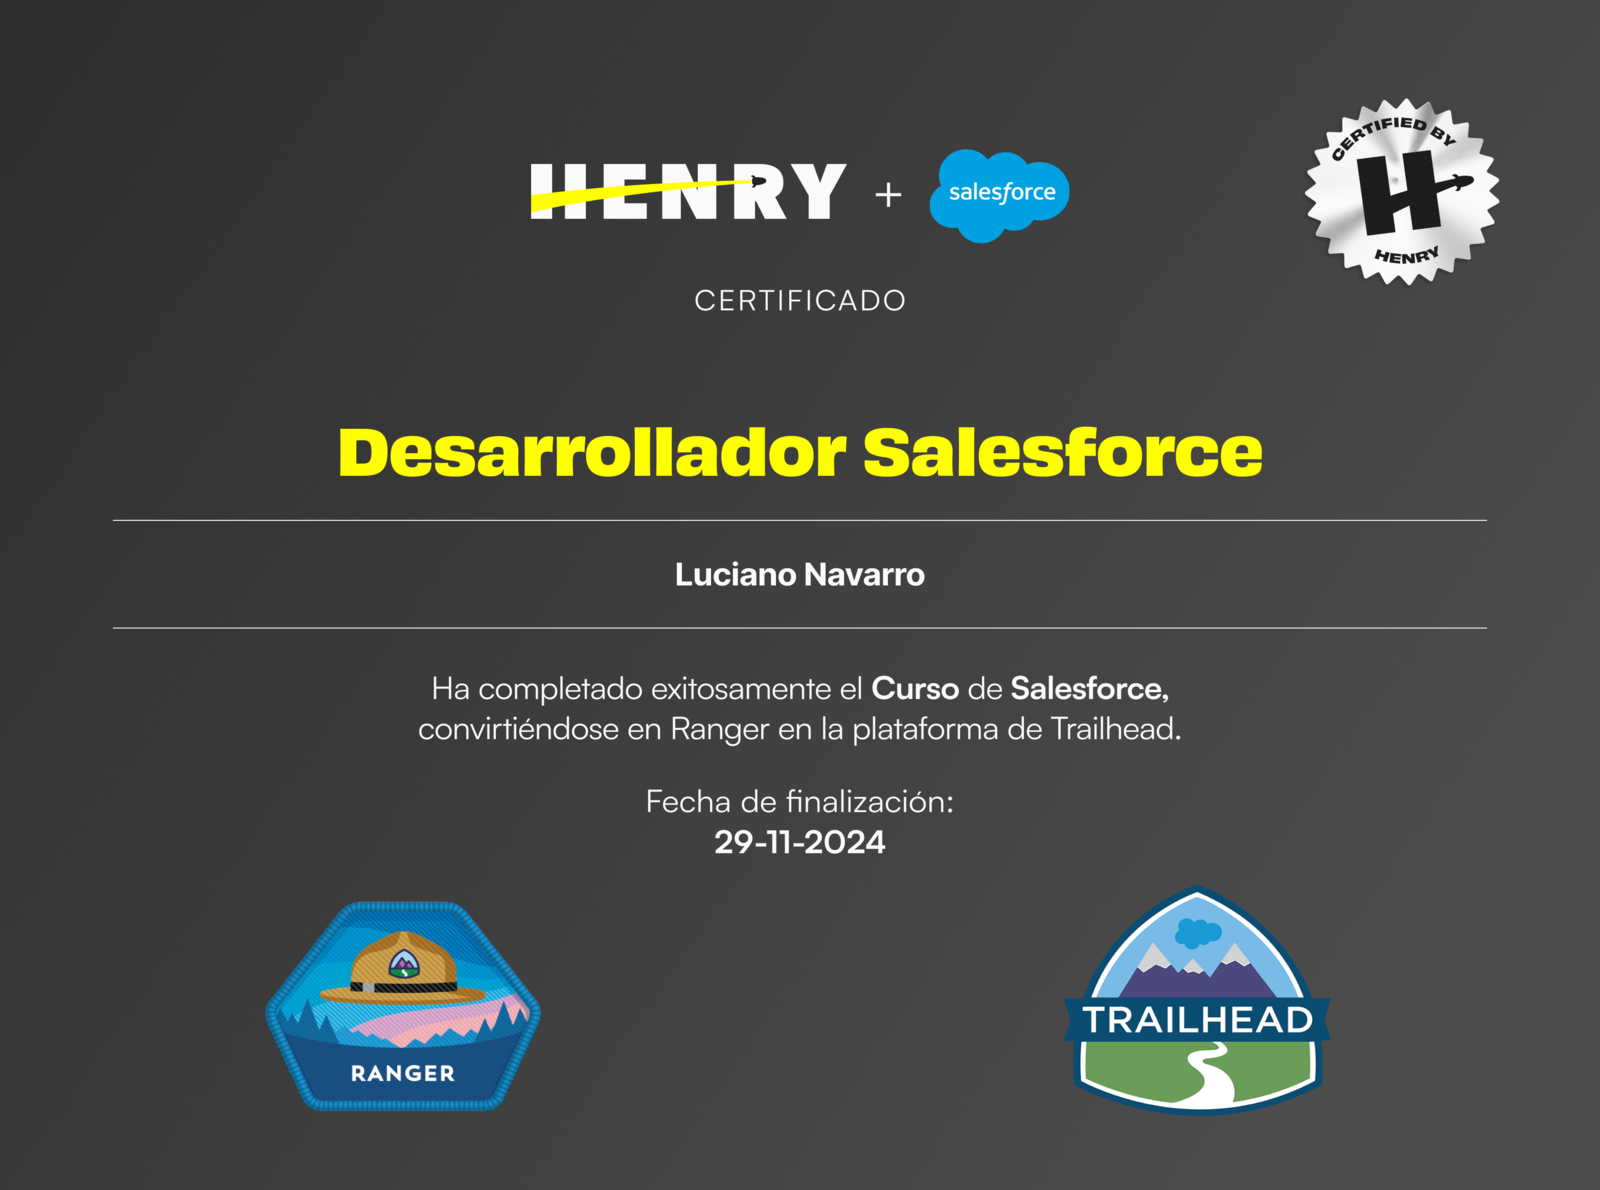 HENRY + salesforce
CERTIFIED BY
H
HENRY
CERTIFICADO
Desarrollador Salesforce
Luciano Navarro
Ha completado exitosamente el Curso de Salesforce,
convirtiéndose en Ranger en la plataforma de Trailhead.
Fecha de finalización:
29-11-2024
RANGER
TRAILHEAD